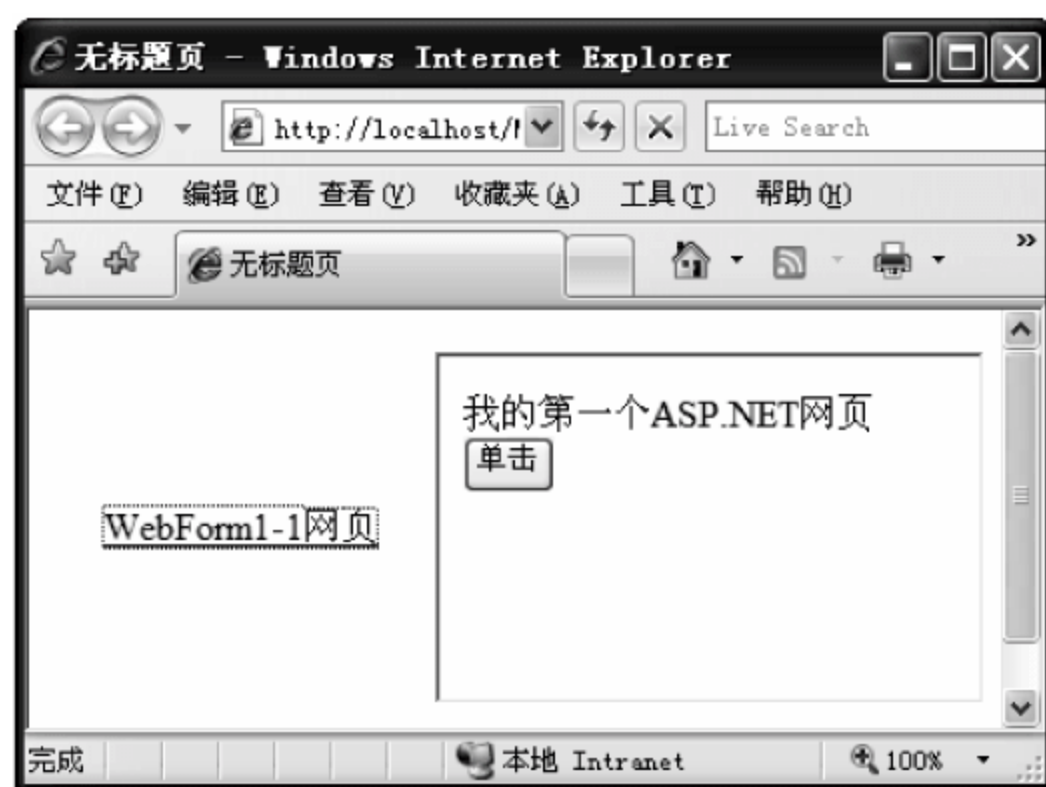 无标题页 - Windows Internet Explorer
http://localhost/
Live Search
文件(F) 编辑(E) 查看(V) 收藏夹(A) 工具(T) 帮助(H)
无标题页
我的第一个ASP.NET网页
单击
WebForm1-1网页
完成 本地 Intranet 100%